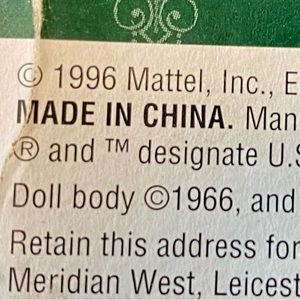 © 1996 Mattel, Inc., E
MADE IN CHINA. Man
® and ™ designate U.S
Doll body ©1966, and
Retain this address for
Meridian West, Leicest